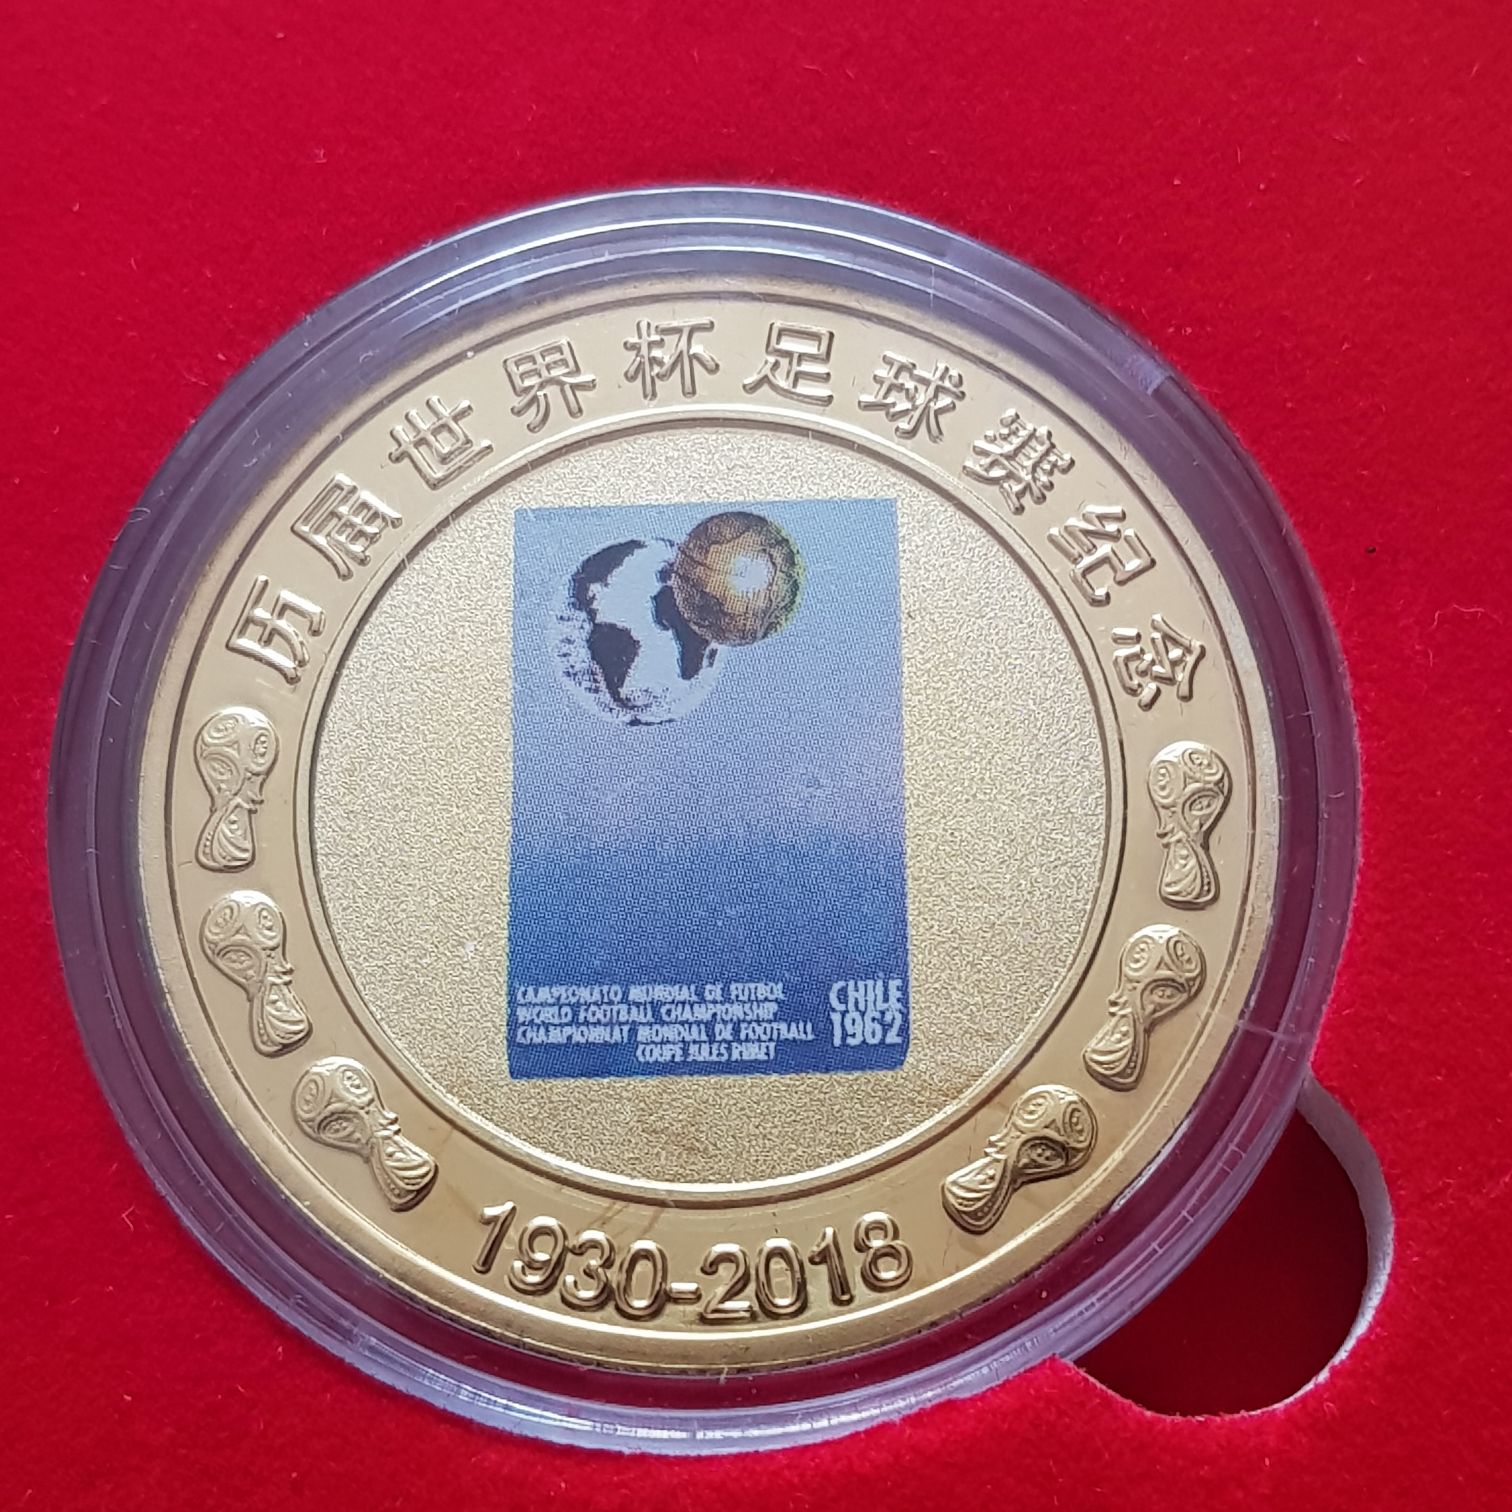 历届世界杯足球赛纪念
CAMPEONATO MUNDIAL DE FUTBOL
WORLD FOOTBALL CHAMPIONSHIP
CHAMPIONNAT MONDIAL DE FOOTBALL
COUPE JULES RIMET
CHILE
1962
1930-2018